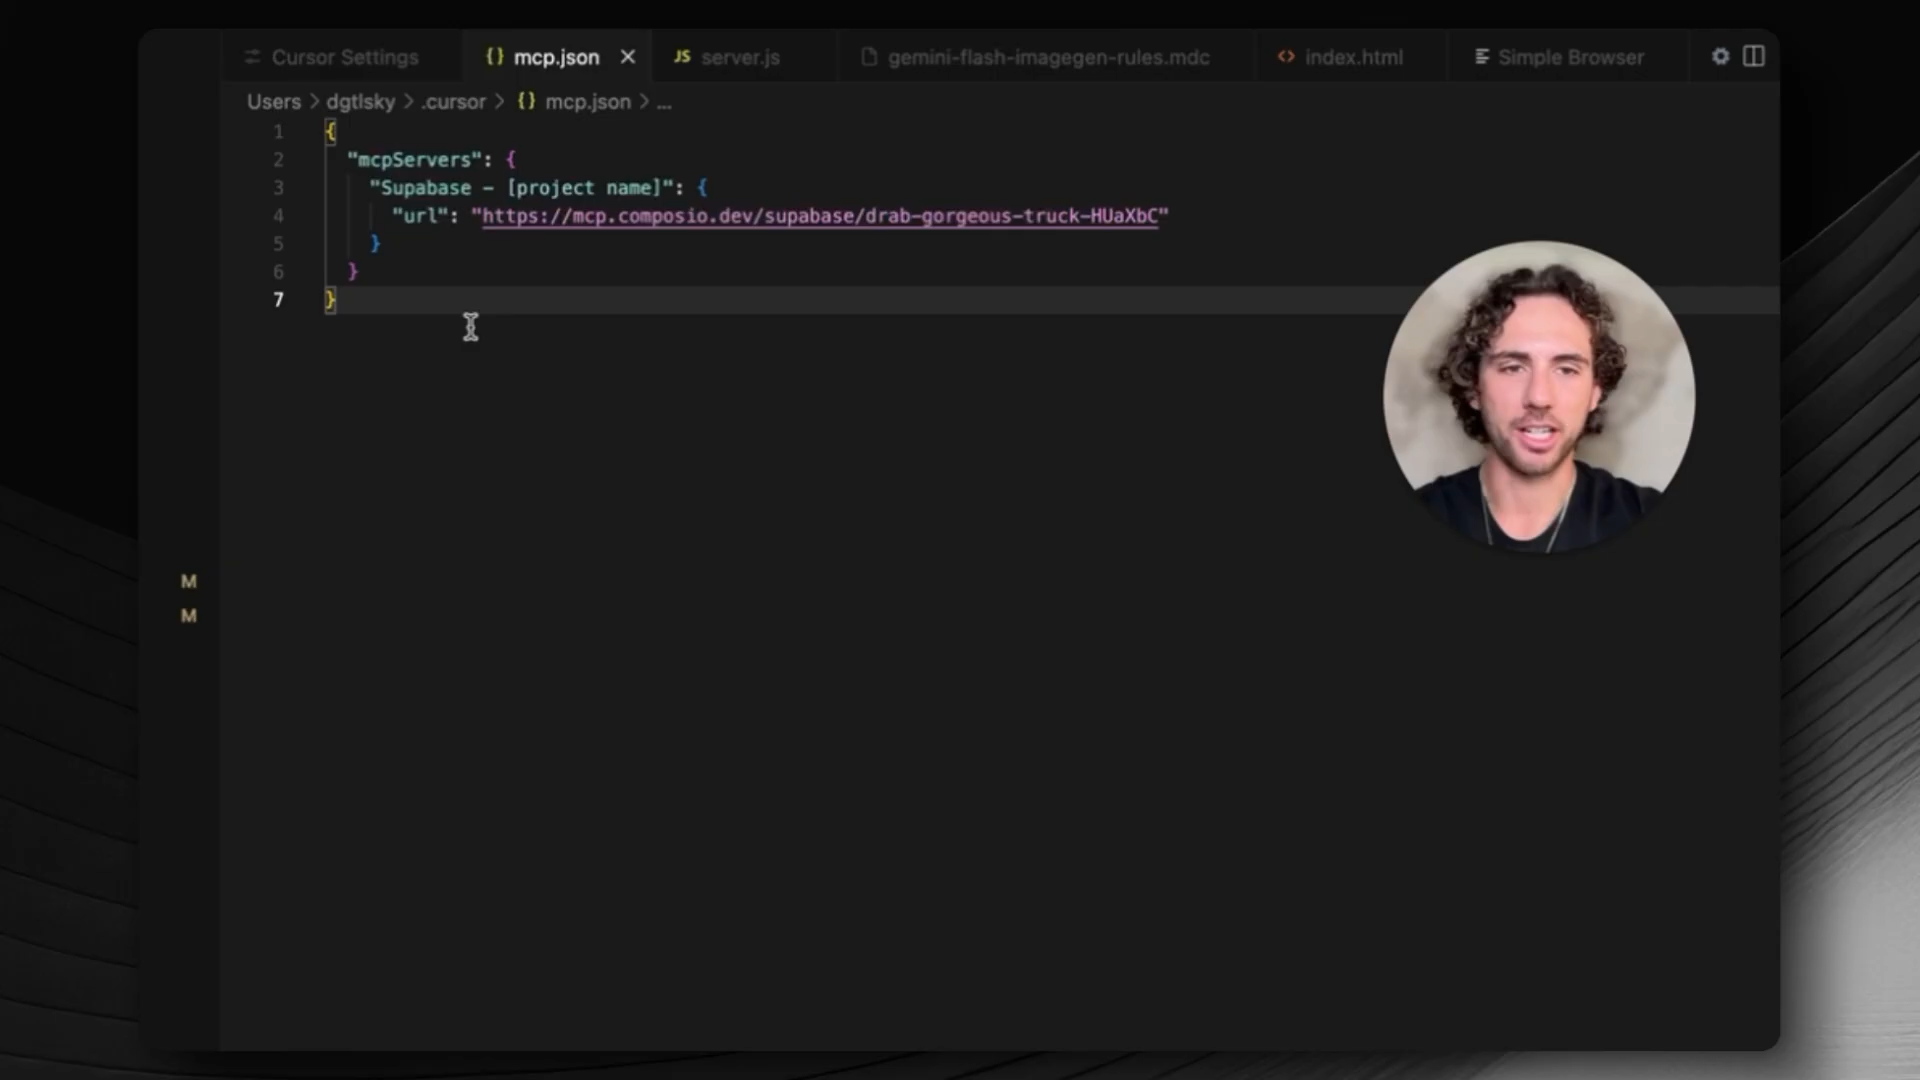 Cursor Settings {} mcp.json JS server.js gemini-flash-imagegen-rules.mdc <> index.html Simple Browser
Users > dgtlsky > .cursor > {} mcp.json > ...
1 {
2 "mcpServers": {
3 "Supabase – [project name]": {
4 "url": "https://mcp.composio.dev/supabase/drab-gorgeous-truck-HUaXbC"
5 }
6 }
7 }
M
M